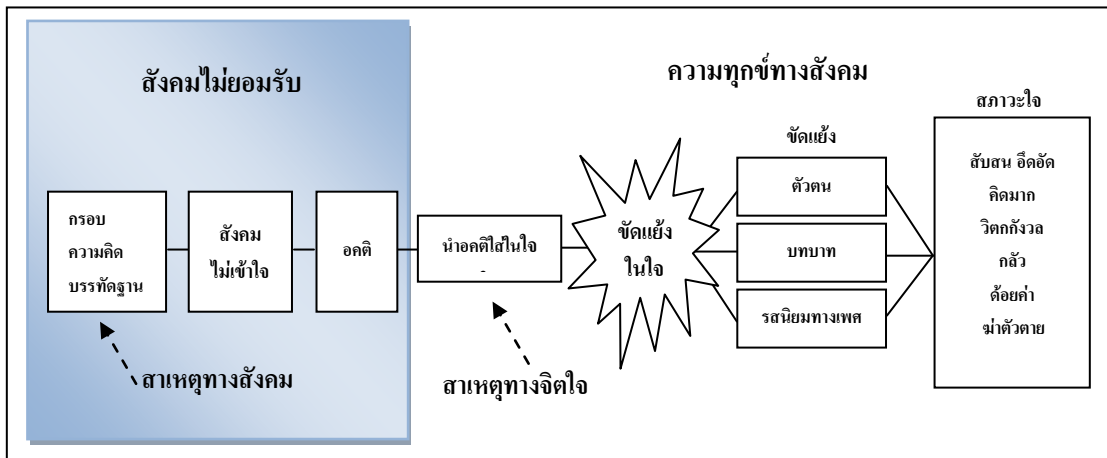 สังคมไม่ยอมรับ
ความทุกข์ทางสังคม
กรอบ
ความคิด
บรรทัดฐาน
สังคม
ไม่เข้าใจ
อคติ
นำอคติใส่ในใจ
-
ขัดแย้ง
ในใจ
ขัดแย้ง
ตัวตน
บทบาท
รสนิยมทางเพศ
สภาวะใจ
สับสน อึดอัด
คิดมาก
วิตกกังวล
กลัว
ด้อยค่า
ฆ่าตัวตาย
สาเหตุทางสังคม
สาเหตุทางจิตใจ